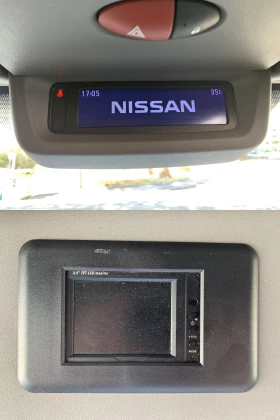 17:05
35°
NISSAN
3.5" TFT LCD monitor